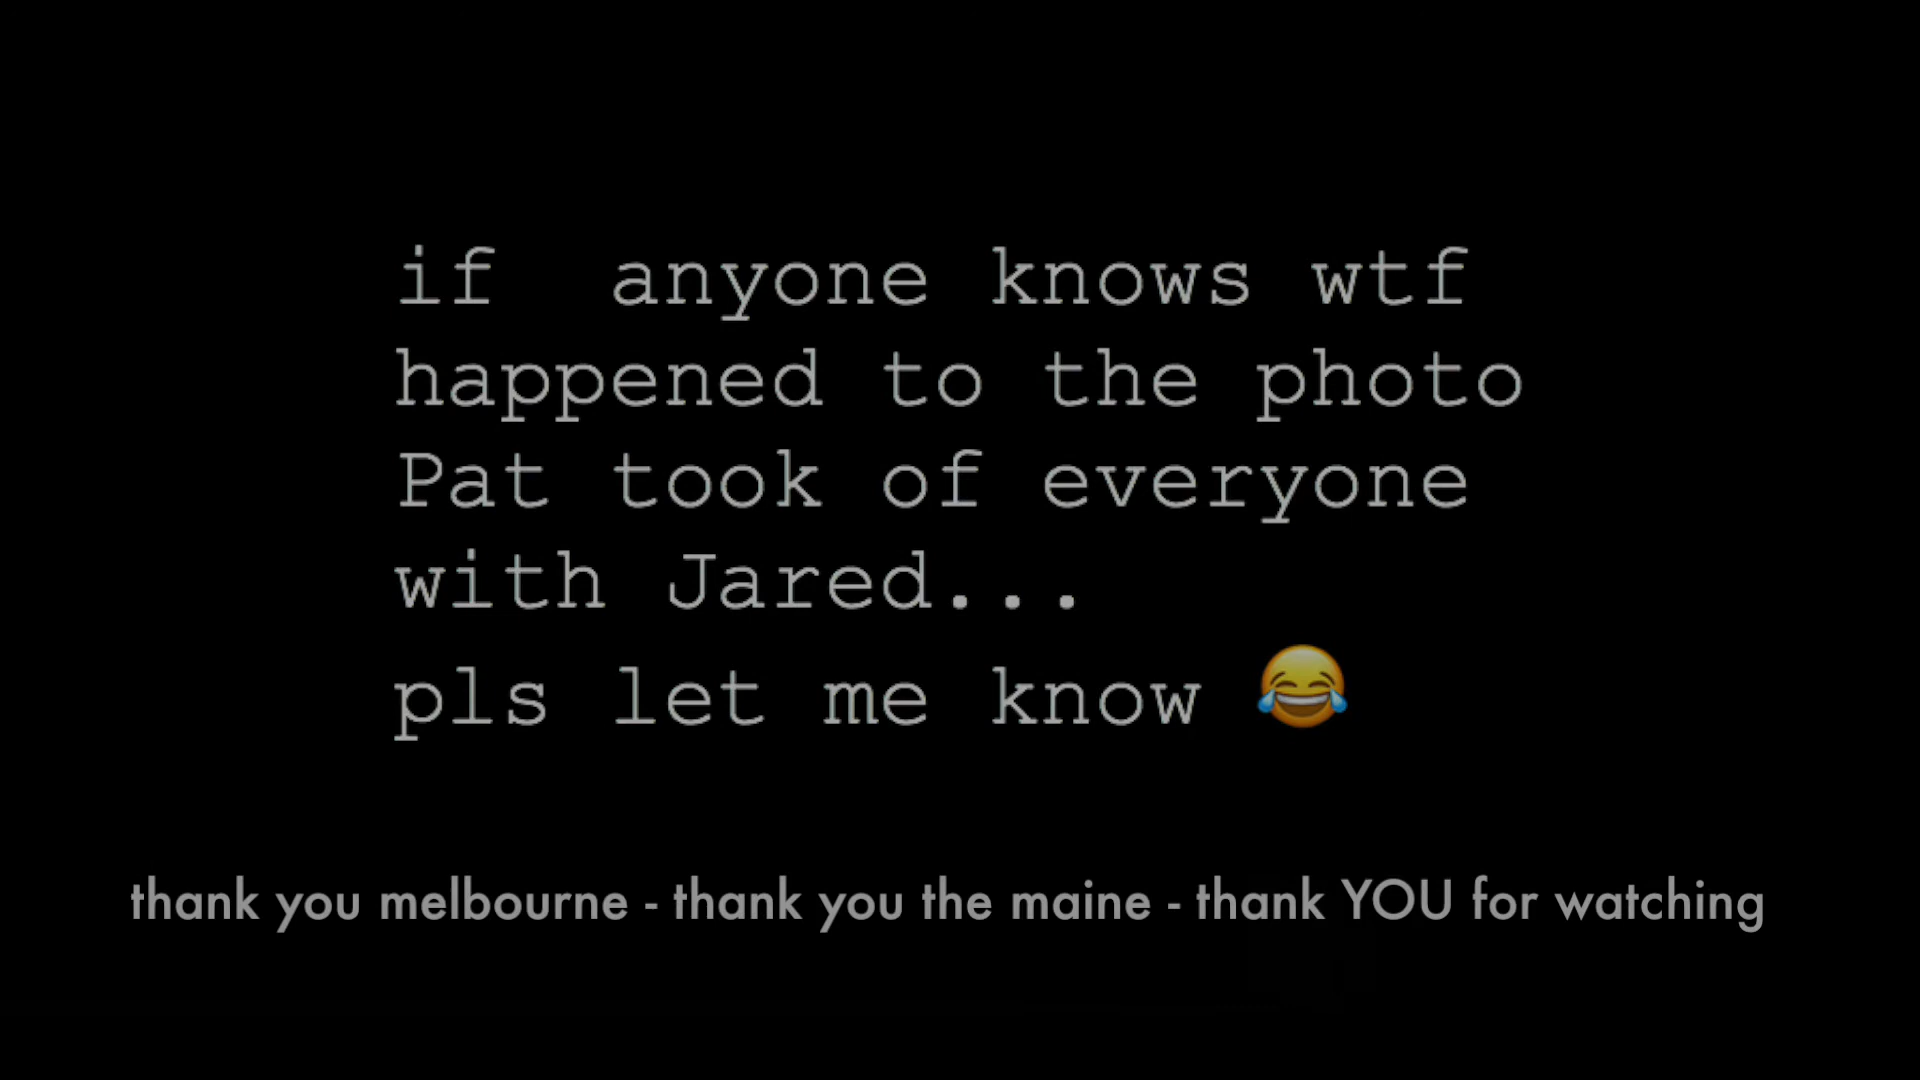 if  anyone knows wtf
happened to the photo
Pat took of everyone
with Jared...
pls let me know 😂
thank you melbourne - thank you the maine - thank YOU for watching